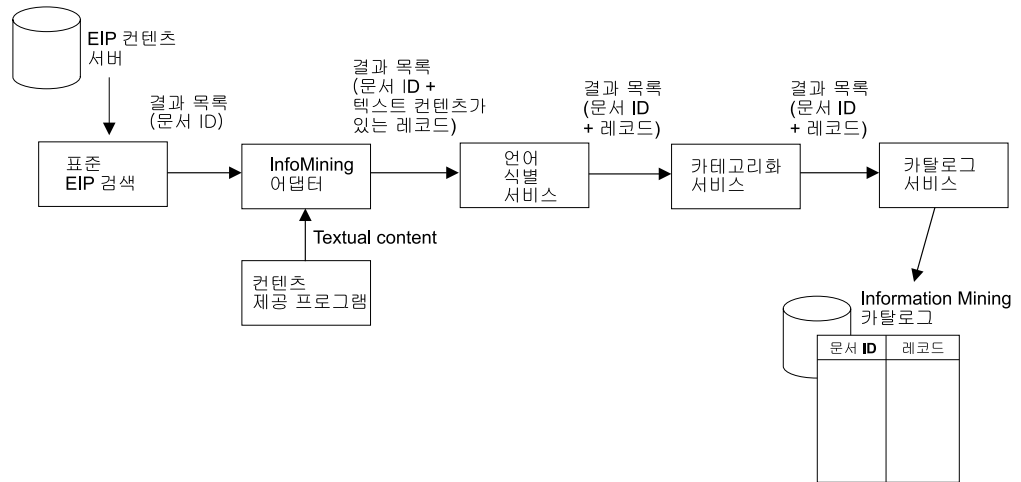 EIP 컨텐츠
서버
결과 목록
(문서 ID)
결과 목록
(문서 ID +
텍스트 컨텐츠가
있는 레코드)
결과 목록
(문서 ID
+ 레코드)
결과 목록
(문서 ID
+ 레코드)
표준
EIP 검색
InfoMining
어댑터
언어
식별
서비스
카테고리화
서비스
카탈로그
서비스
Textual content
컨텐츠
제공 프로그램
Information Mining
카탈로그
문서 ID
레코드